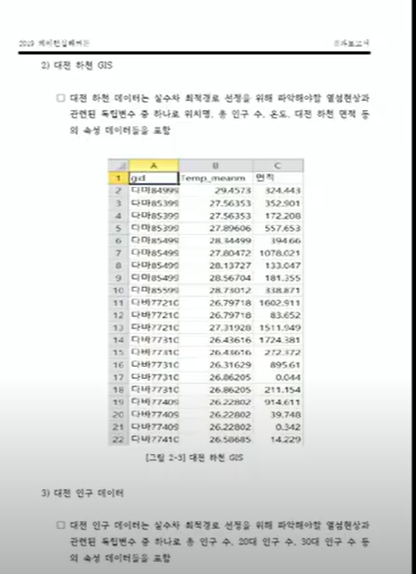 2019 데이터실패커든 결과보고서
2) 대전 하천 GIS
□ 대전 하천 데이터는 살수차 최적경로 선정을 위해 파악해야할 열섬현상과
관련된 독립변수 중 하나로 위치명, 총 인구 수, 온도, 대전 하천 면적 등
의 속성 데이터들을 포함
A B C
1 gid Temp_meanm 면적
2 다마84999 29.4573 324.443
3 다마85399 27.56353 352.901
4 다마85399 27.56353 172.208
5 다마85399 27.89606 557.653
6 다마85499 28.34499 394.66
7 다마85499 27.80472 1078.021
8 다마85499 28.13727 133.047
9 다마85499 28.56704 181.355
10 다마85599 28.73012 338.871
11 다바77210 26.79718 1602.911
12 다바77210 26.79718 83.652
13 다바77210 27.31928 1511.949
14 다바77310 26.43616 1724.381
15 다바77310 26.43616 272.372
16 다바77310 26.31629 895.61
17 다바77310 26.86205 0.044
18 다바77310 26.86205 211.154
19 다바77409 26.22802 914.611
20 다바77409 26.22802 39.748
21 다바77409 26.22802 0.342
22 다바77410 26.58685 14.229
[그림 2-3] 대전 하천 GIS
3) 대전 인구 데이터
□ 대전 인구 데이터는 살수차 최적경로 선정을 위해 파악해야할 열섬현상과
관련된 독립변수 중 하나로 총 인구 수, 20대 인구 수, 30대 인구 수 등
의 속성 데이터들을 포함